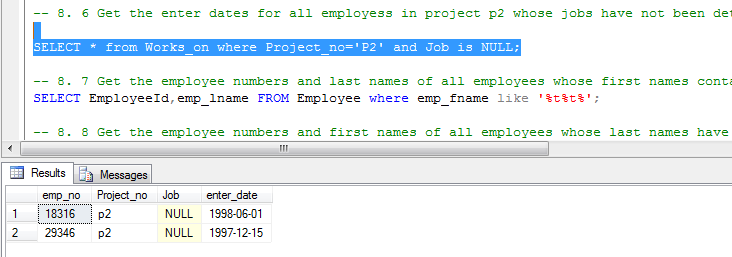 -- 8. 6 Get the enter dates for all employess in project p2 whose jobs have not been det
SELECT * from Works_on where Project_no='P2' and Job is NULL;
-- 8. 7 Get the employee numbers and last names of all employees whose first names conta
SELECT EmployeeId,emp_lname FROM Employee where emp_fname like '%t%t%';
-- 8. 8 Get the employee numbers and first names of all employees whose last names have
Results Messages
emp_no Project_no Job enter_date
1 18316 p2 NULL 1998-06-01
2 29346 p2 NULL 1997-12-15